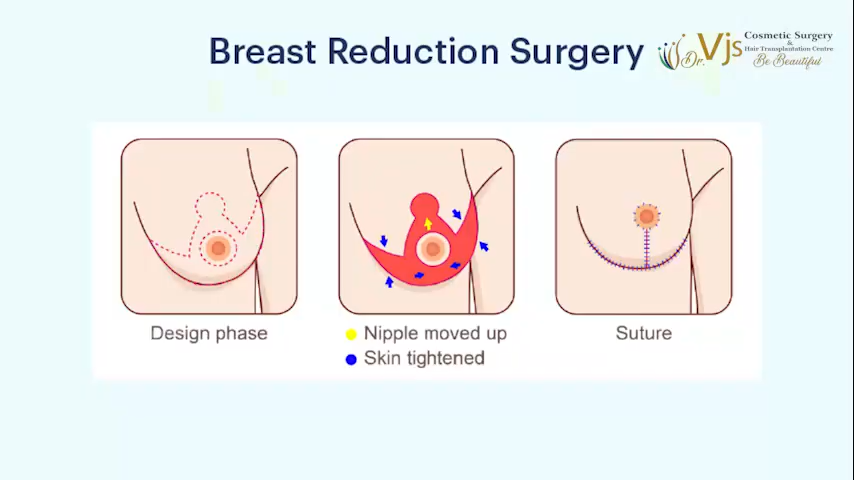 Breast Reduction Surgery
Dr. Vjs
Cosmetic Surgery
&
Hair Transplantation Centre
Be Beautiful
Design phase
Nipple moved up
Skin tightened
Suture